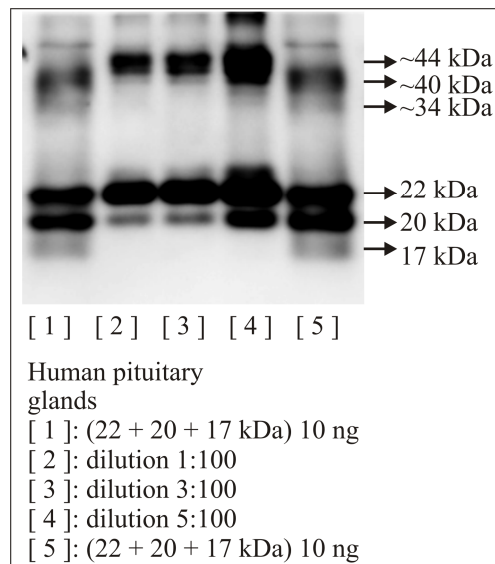 ~44 kDa
~40 kDa
~34 kDa
22 kDa
20 kDa
17 kDa
[ 1 ] [ 2 ] [ 3 ] [ 4 ] [ 5 ]
Human pituitary
glands
[ 1 ]: (22 + 20 + 17 kDa) 10 ng
[ 2 ]: dilution 1:100
[ 3 ]: dilution 3:100
[ 4 ]: dilution 5:100
[ 5 ]: (22 + 20 + 17 kDa) 10 ng